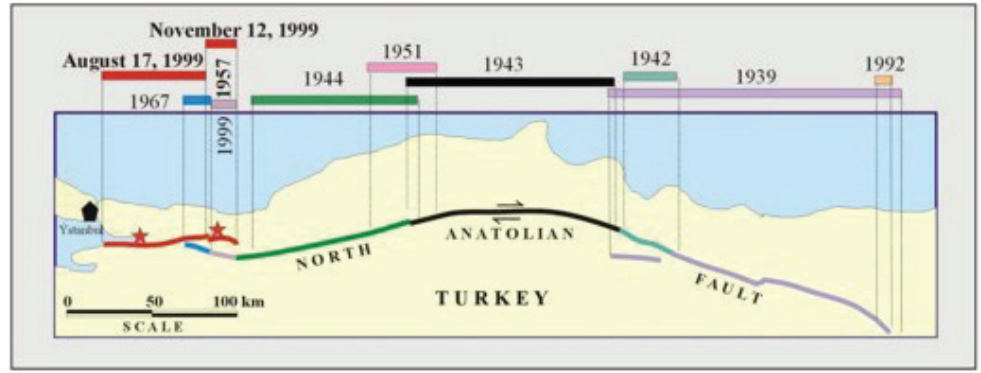 November 12, 1999
August 17, 1999
1957
1951
1942
1944
1943
1939
1992
1967
1999
Ystanbul
NORTH
ANATOLIAN
FAULT
TURKEY
0 50 100 km
SCALE